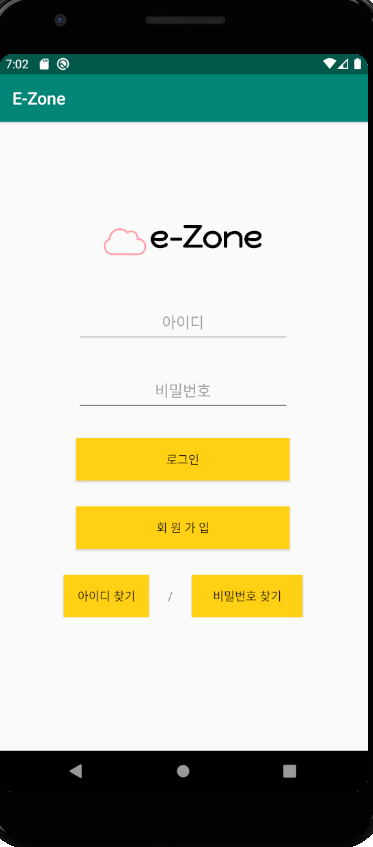 7:02
E-Zone
e-Zone
아이디
비밀번호
로그인
회 원 가 입
아이디 찾기 / 비밀번호 찾기